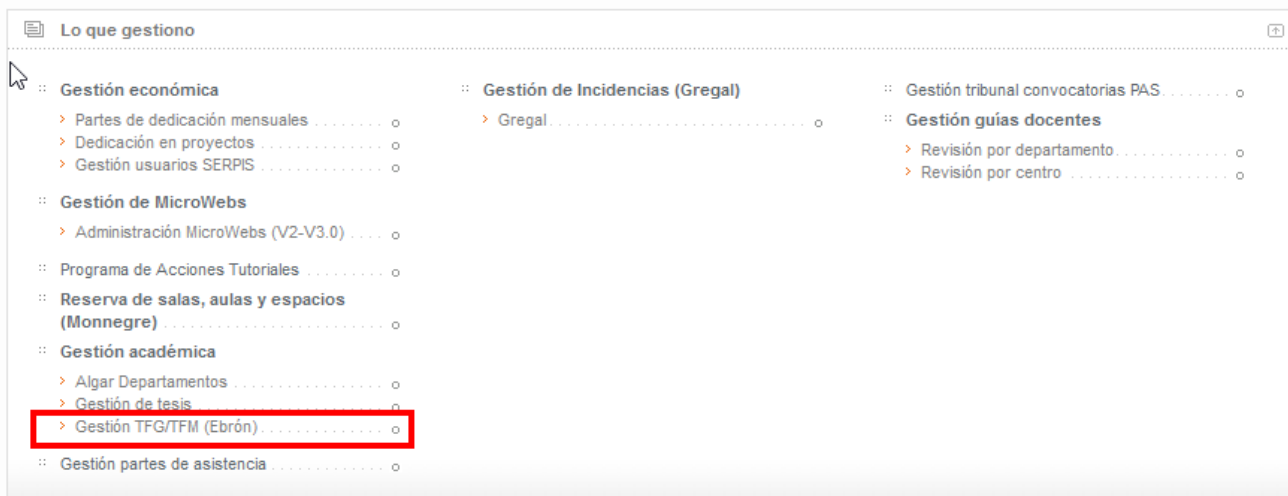 Lo que gestiono
Gestión económica
Partes de dedicación mensuales
Dedicación en proyectos
Gestión usuarios SERPIS
Gestión de MicroWebs
Administración MicroWebs (V2-V3.0)
Programa de Acciones Tutoriales
Reserva de salas, aulas y espacios
(Monnegre)
Gestión académica
Algar Departamentos
Gestión de tesis
Gestión TFG/TFM (Ebrón)
Gestión partes de asistencia
Gestión de Incidencias (Gregal)
Gregal
Gestión tribunal convocatorias PAS
Gestión guías docentes
Revisión por departamento
Revisión por centro